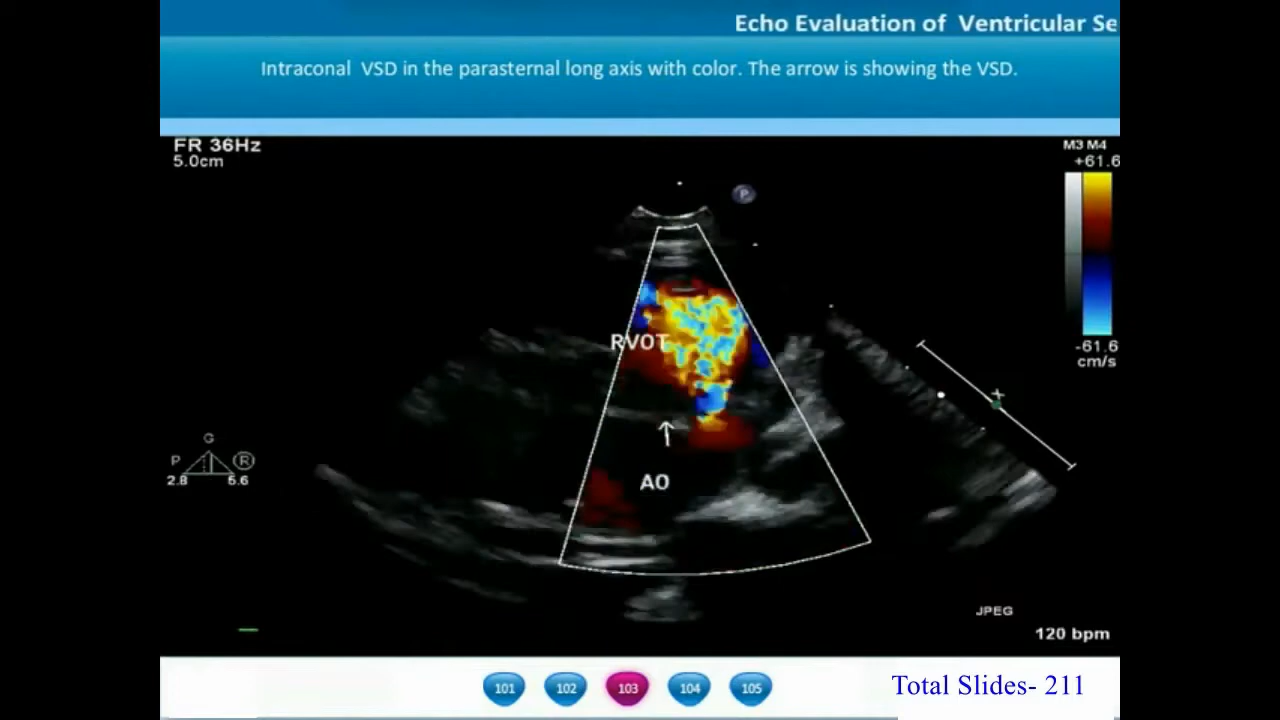 Echo Evaluation of Ventricular Se
Intraconal VSD in the parasternal long axis with color. The arrow is showing the VSD.
FR 36Hz
5.0cm
M3 M4
+61.6
P
RVOT
-61.6
cm/s
AO
G
P R
2.8 5.6
JPEG
120 bpm
101 102 103 104 105
Total Slides- 211